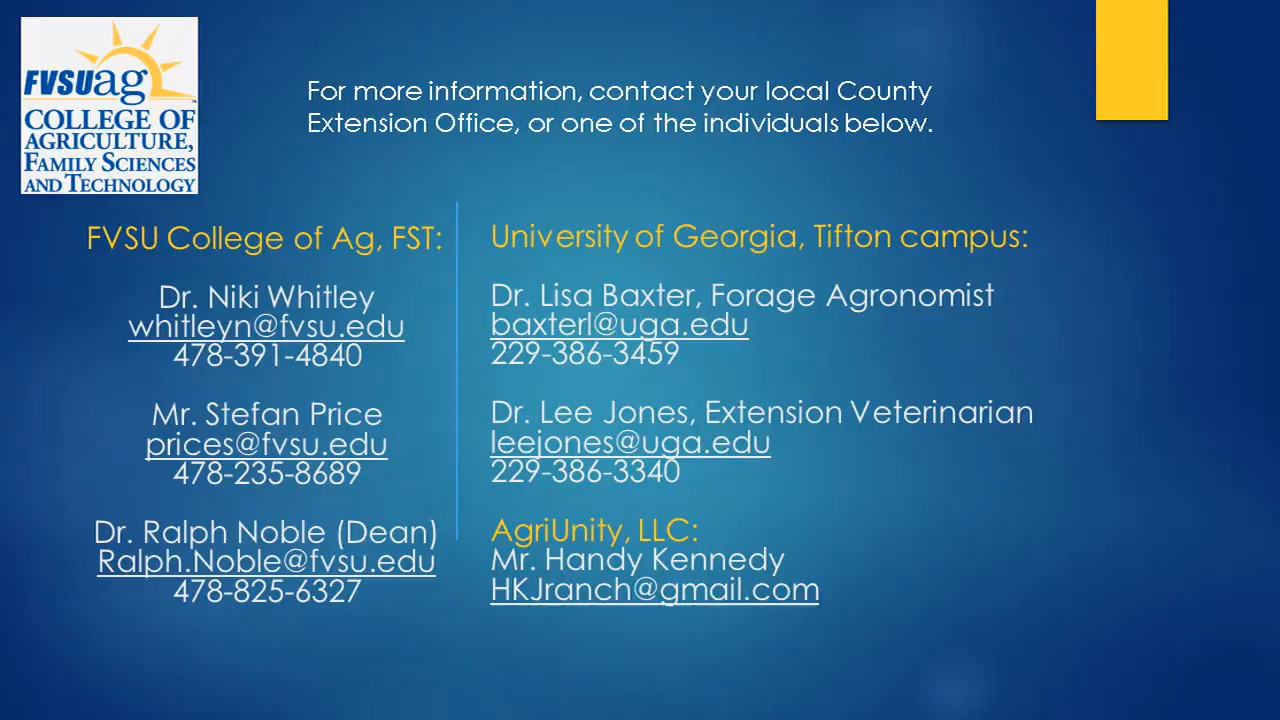 FVSUag
COLLEGE OF
AGRICULTURE,
FAMILY SCIENCES
AND TECHNOLOGY
For more information, contact your local County
Extension Office, or one of the individuals below.
FVSU College of Ag, FST:
Dr. Niki Whitley
whitleyn@fvsu.edu
478-391-4840
Mr. Stefan Price
prices@fvsu.edu
478-235-8689
Dr. Ralph Noble (Dean)
Ralph.Noble@fvsu.edu
478-825-6327
University of Georgia, Tifton campus:
Dr. Lisa Baxter, Forage Agronomist
baxterl@uga.edu
229-386-3459
Dr. Lee Jones, Extension Veterinarian
leejones@uga.edu
229-386-3340
AgriUnity, LLC:
Mr. Handy Kennedy
HKJranch@gmail.com